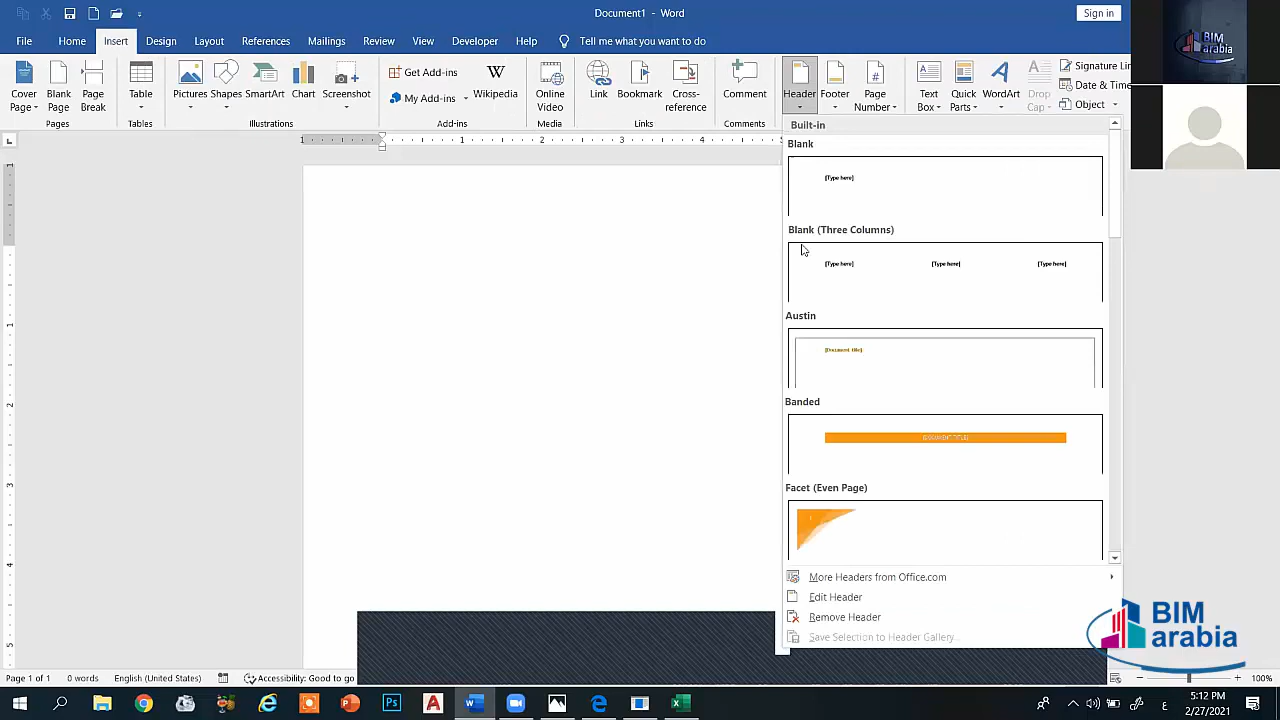 Document1 - Word
Sign in
File Home Insert Design Layout References Mailings Review View Developer Help Tell me what you want to do
Cover Page
Blank Page
Page Break
Pages
Table
Tables
Pictures
Shapes
SmartArt
Chart
Screenshot
Illustrations
Get Add-ins
My Add-ins
Wikipedia
Add-ins
Online Video
Media
Link
Bookmark
Cross-reference
Links
Comment
Comments
Header
Footer
Page Number
Text Box
Quick Parts
WordArt
Drop Cap
Signature Lin
Date & Time
Object
BIM arabia
Built-in
Blank
[Type here]
Blank (Three Columns)
[Type here] [Type here] [Type here]
Austin
[Document title]
Banded
Facet (Even Page)
More Headers from Office.com
Edit Header
Remove Header
Save Selection to Header Gallery...
BIM
arabia
Page 1 of 1 0 words English (United States) Accessibility: Good to go 100%
5:12 PM
2/27/2021